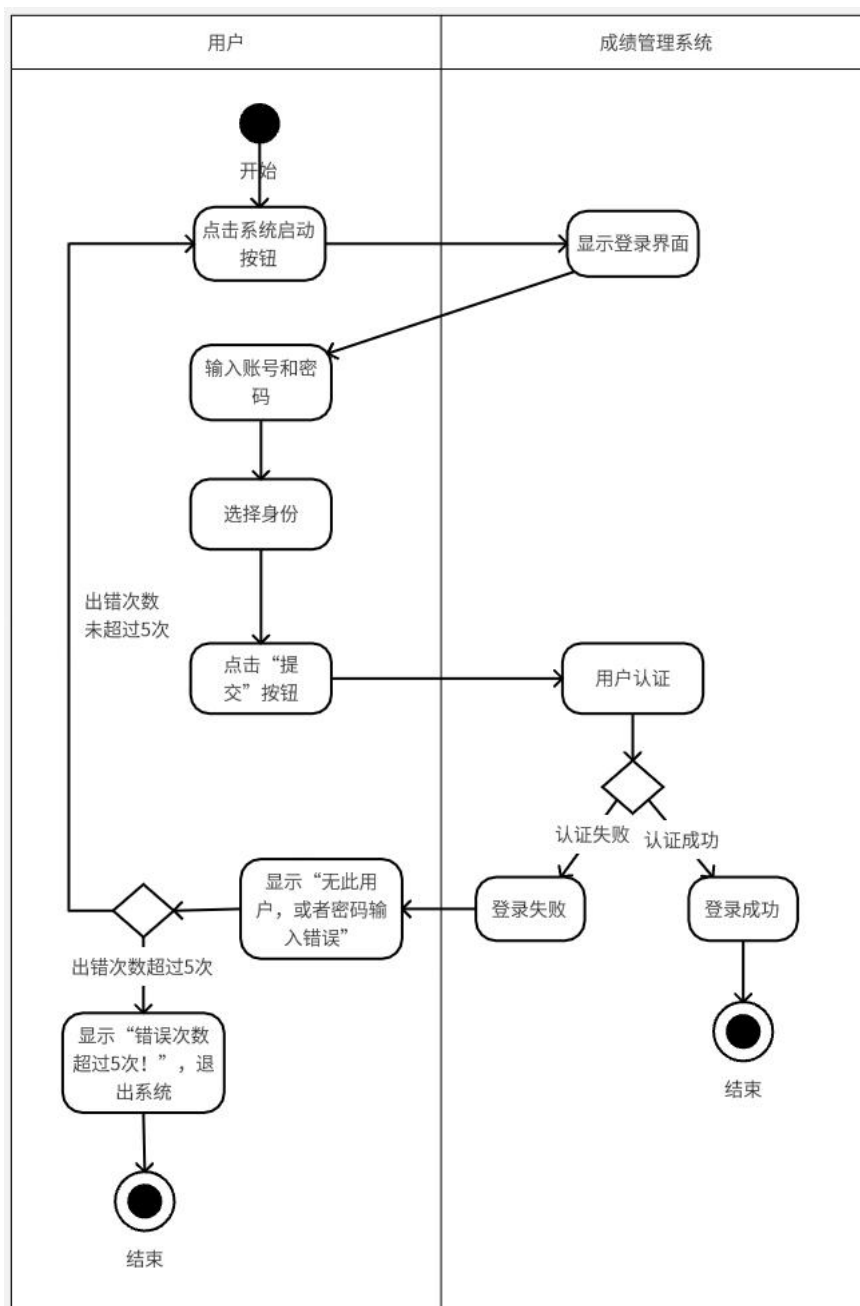 用户
成绩管理系统
开始
点击系统启动
按钮
显示登录界面
输入账号和密
码
选择身份
出错次数
未超过5次
点击“提
交”按钮
用户认证
认证失败
认证成功
显示“无此用
户，或者密码输
入错误”
登录失败
登录成功
出错次数超过5次
显示“错误次数
超过5次！”，退
出系统
结束
结束